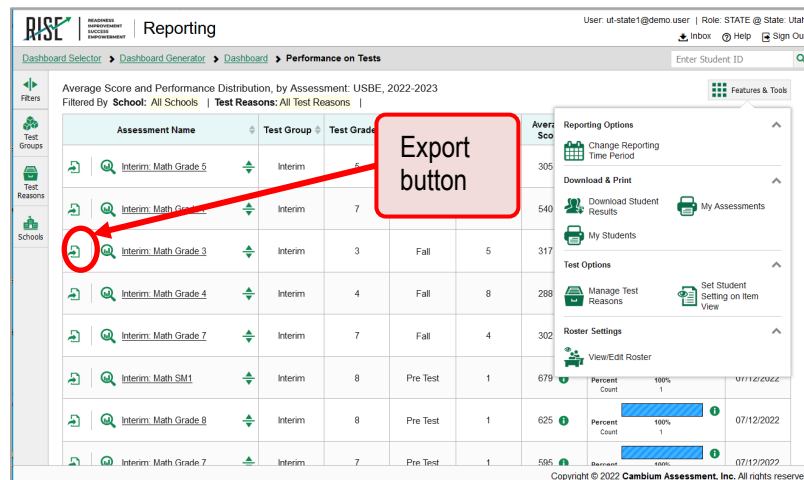 RISE READINESS IMPROVEMENT SUCCESS EMPOWERMENT Reporting
User: ut-state1@demo.user | Role: STATE @ State: Utah
Inbox Help Sign Ou
Dashboard Selector > Dashboard Generator > Dashboard > Performance on Tests
Enter Student ID
Filters
Test Groups
Test Reasons
Schools
Average Score and Performance Distribution, by Assessment: USBE, 2022-2023
Filtered By School: All Schools | Test Reasons: All Test Reasons |
Features & Tools
Assessment Name Test Group Test Grade Avera
Sco
Interim: Math Grade 5 Interim 5 305
Interim: Math Grade Interim 7 540
Interim: Math Grade 3 Interim 3 Fall 5 317
Interim: Math Grade 4 Interim 4 Fall 8 288
Interim: Math Grade 7 Interim 7 Fall 4 302
Interim: Math SM1 Interim 8 Pre Test 1 679 Percent 100% 07/12/2022
Count 1
Interim: Math Grade 8 Interim 8 Pre Test 1 625 Percent 100% 07/12/2022
Count 1
Interim: Math Grade 7 Interim 7 Pre Test 1 595 Percent 100% 07/12/2022
Export
button
Reporting Options
Change Reporting
Time Period
Download & Print
Download Student
Results
My Assessments
My Students
Test Options
Manage Test
Reasons
Set Student
Setting on Item
View
Roster Settings
View/Edit Roster
Copyright © 2022 Cambium Assessment, Inc. All rights reserve